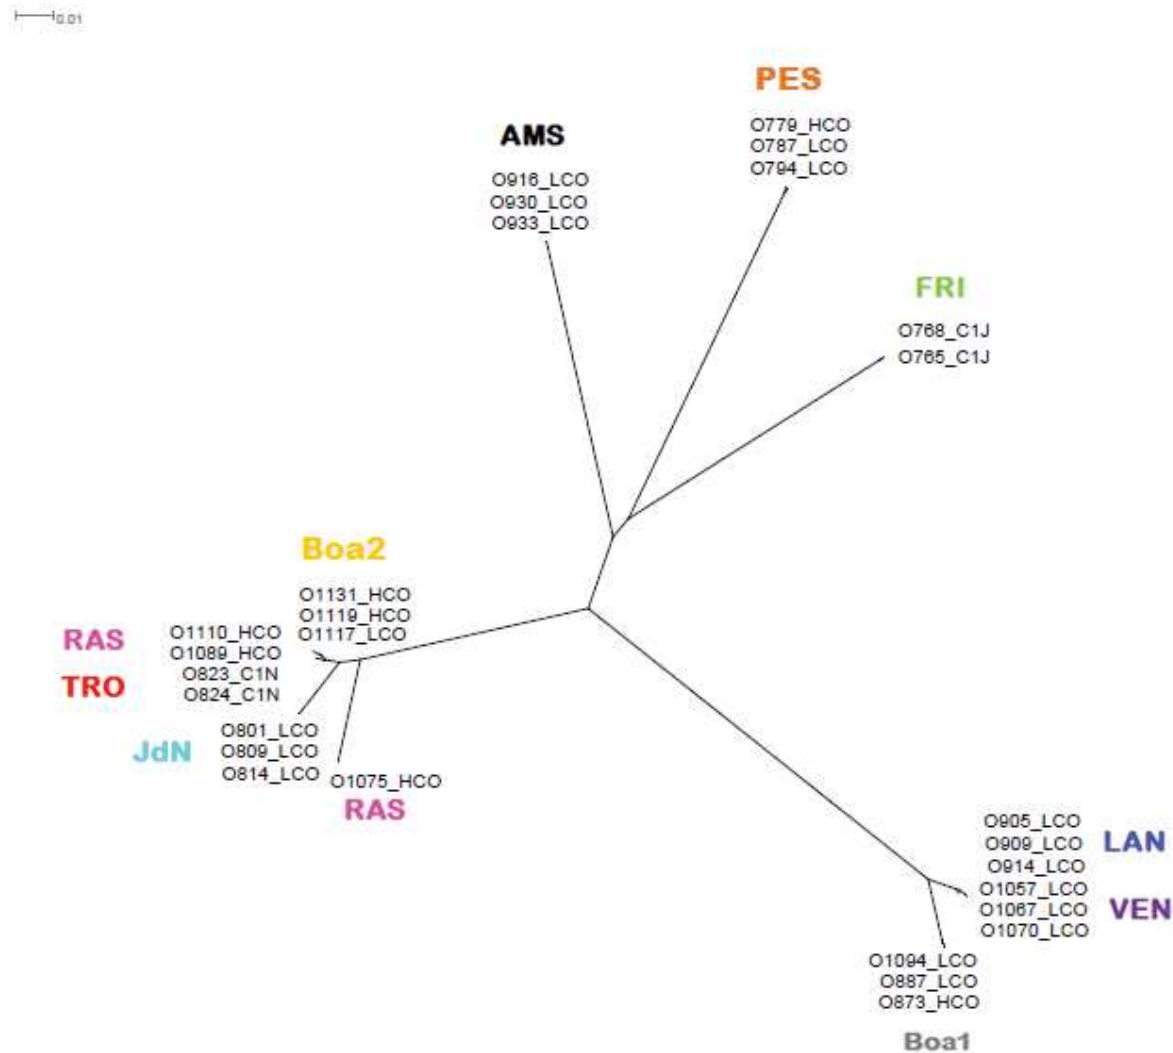 0.01
PES
O779_HCO
O787_LCO
O794_LCO
AMS
O916_LCO
O930_LCO
O933_LCO
FRI
O768_C1J
O765_C1J
Boa2
O1131_HCO
O1119_HCO
O1117_LCO
RAS
O1110_HCO
O1089_HCO
TRO
O823_C1N
O824_C1N
JdN
O801_LCO
O809_LCO
O814_LCO
O1075_HCO
RAS
O905_LCO
O909_LCO
O914_LCO
LAN
O1057_LCO
O1067_LCO
O1070_LCO
VEN
O1094_LCO
O887_LCO
O873_HCO
Boa1